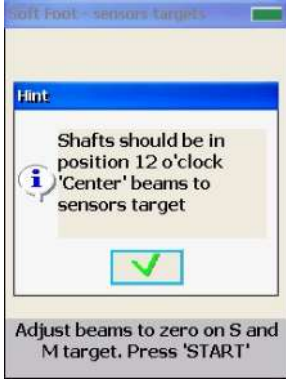 Soft Foot - sensors targets
Hint
Shafts should be in
position 12 o'clock
'Center' beams to
sensors target
Adjust beams to zero on S and
M target. Press 'START'